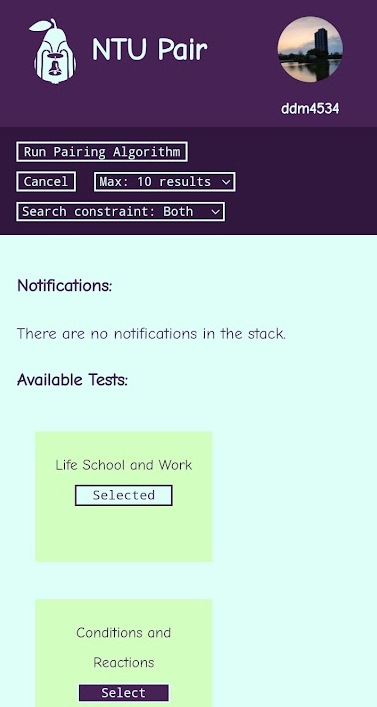 NTU Pair
ddm4534
Run Pairing Algorithm
Cancel
Max: 10 results
Search constraint: Both
Notifications:
There are no notifications in the stack.
Available Tests:
Life School and Work
Selected
Conditions and
Reactions
Select